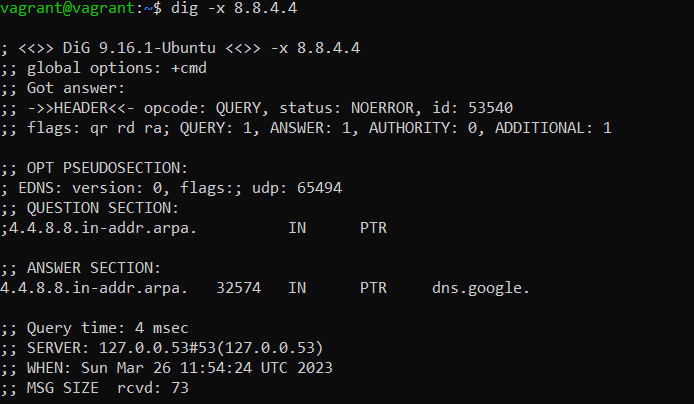 vagrant@vagrant:~$ dig -x 8.8.4.4
; <<>> DiG 9.16.1-Ubuntu <<>> -x 8.8.4.4
;; global options: +cmd
;; Got answer:
;; ->>HEADER<<- opcode: QUERY, status: NOERROR, id: 53540
;; flags: qr rd ra; QUERY: 1, ANSWER: 1, AUTHORITY: 0, ADDITIONAL: 1
;; OPT PSEUDOSECTION:
; EDNS: version: 0, flags:; udp: 65494
;; QUESTION SECTION:
;4.4.8.8.in-addr.arpa. IN PTR
;; ANSWER SECTION:
4.4.8.8.in-addr.arpa. 32574 IN PTR dns.google.
;; Query time: 4 msec
;; SERVER: 127.0.0.53#53(127.0.0.53)
;; WHEN: Sun Mar 26 11:54:24 UTC 2023
;; MSG SIZE rcvd: 73